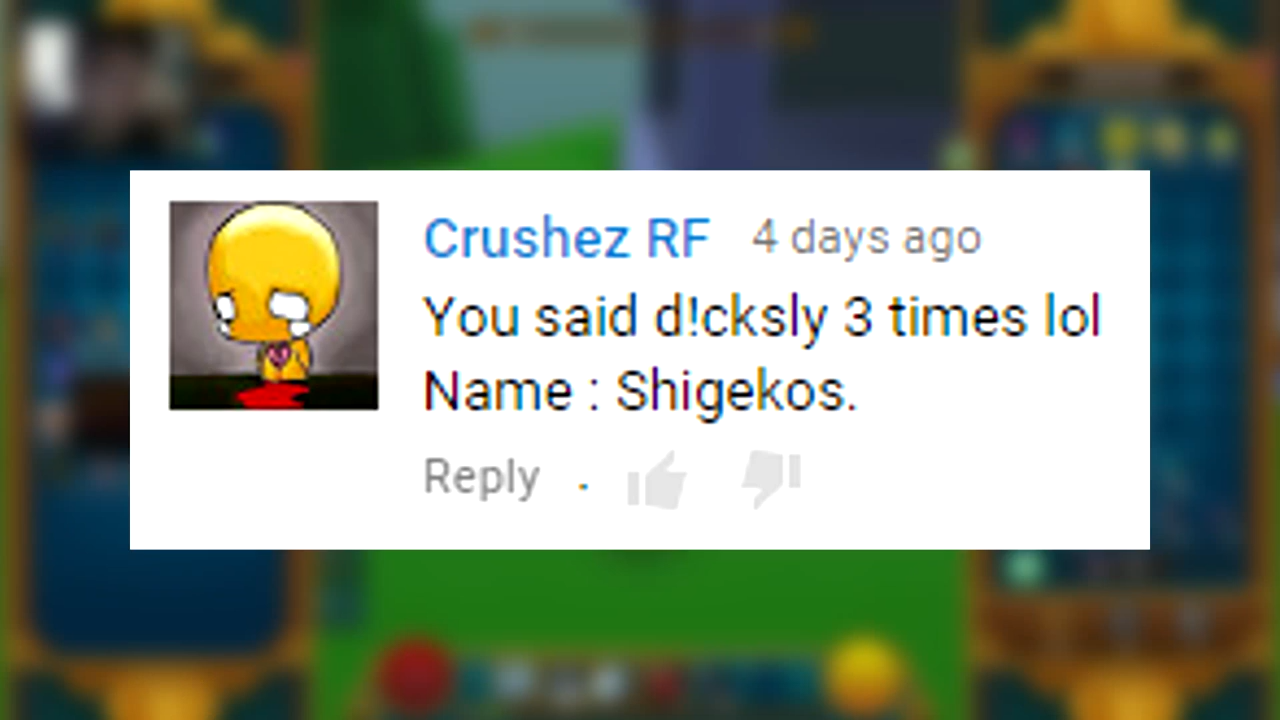 Crushez RF 4 days ago
You said d!cksly 3 times lol
Name : Shigekos.
Reply .